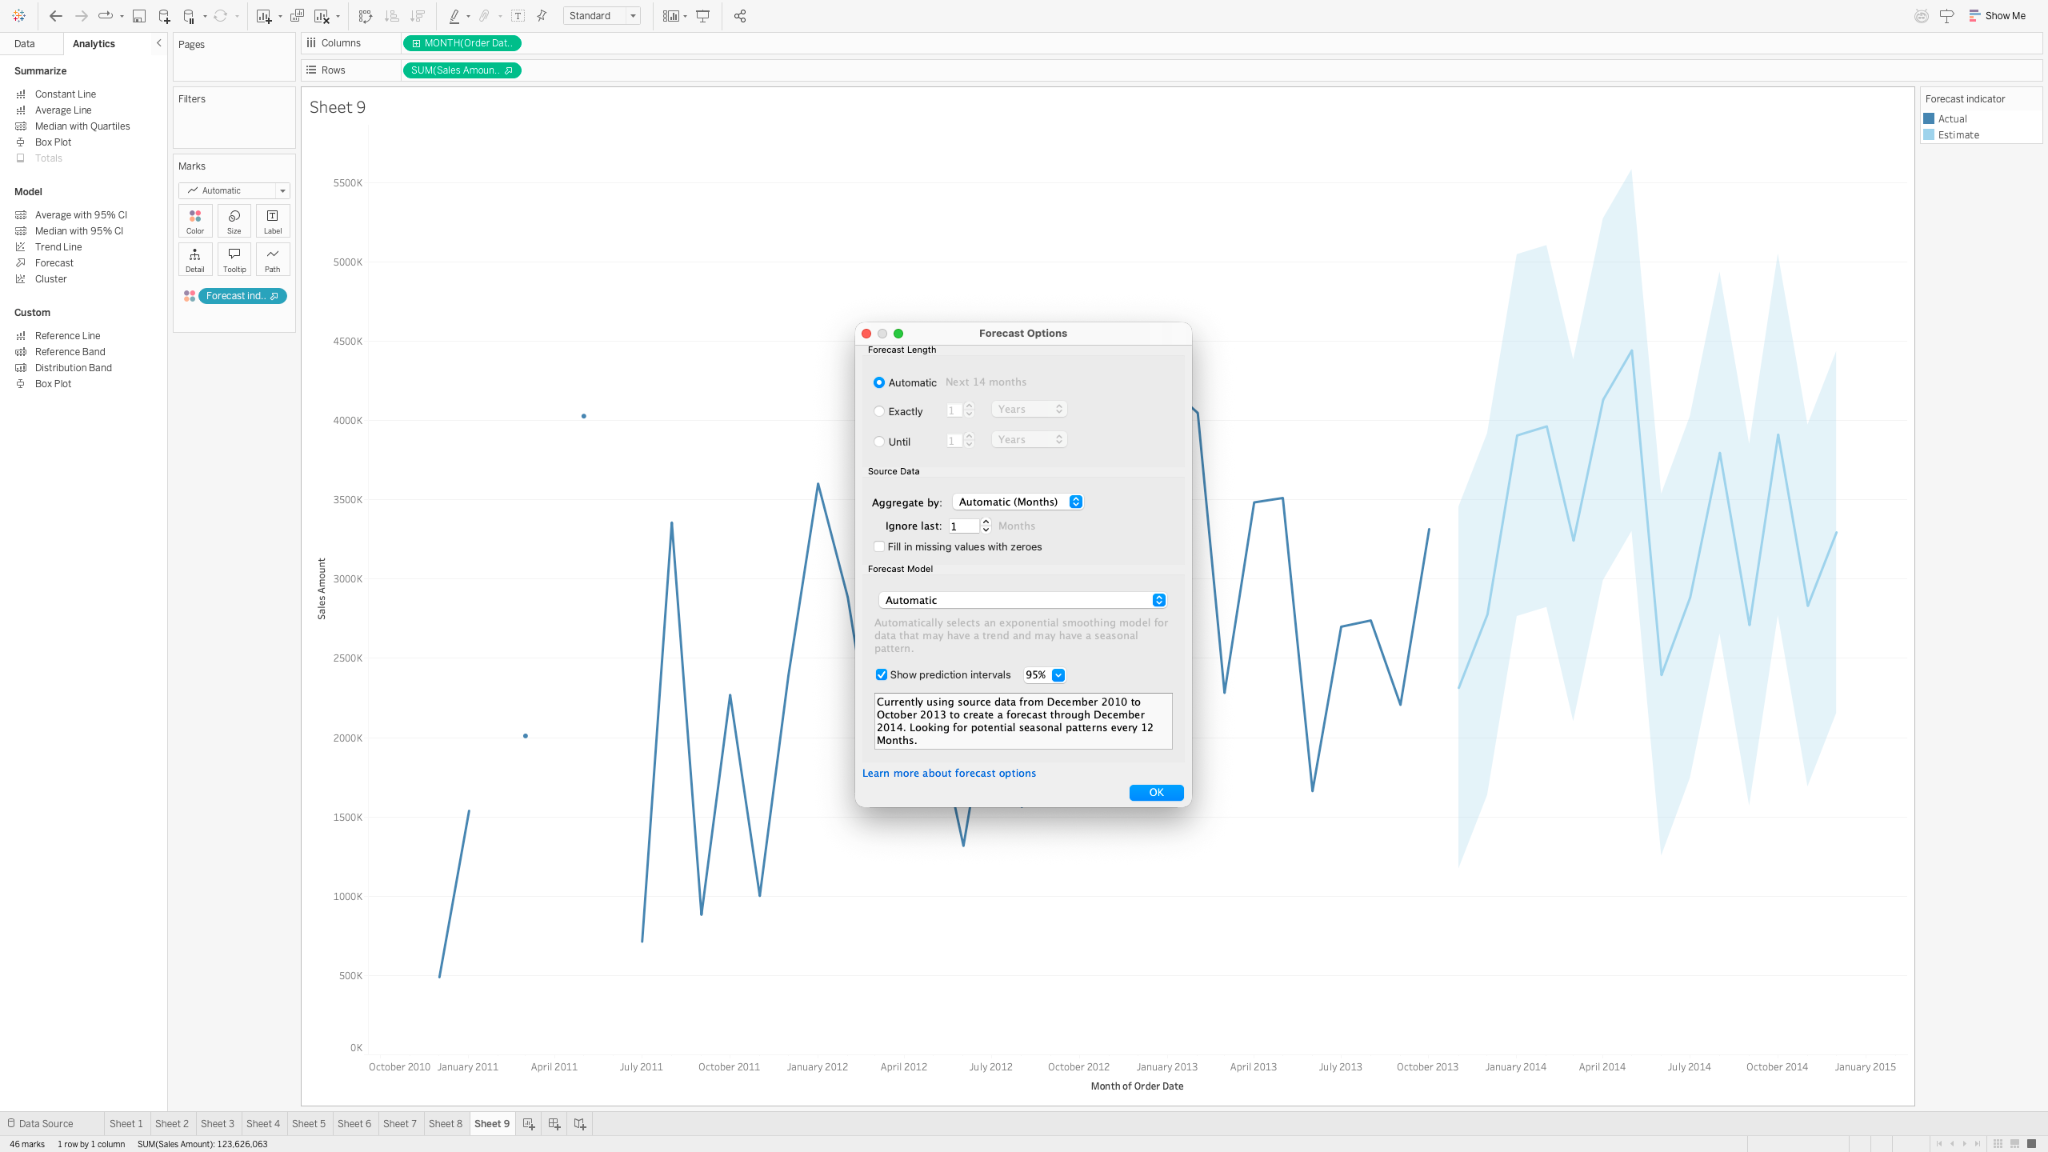 Standard
Show Me
Data
Analytics
Pages
Columns
MONTH(Order Dat..
Rows
SUM(Sales Amoun..
Summarize
Constant Line
Average Line
Median with Quartiles
Box Plot
Totals
Model
Average with 95% CI
Median with 95% CI
Trend Line
Forecast
Cluster
Custom
Reference Line
Reference Band
Distribution Band
Box Plot
Filters
Marks
Automatic
Color
Size
Label
Detail
Tooltip
Path
Forecast ind..
Sheet 9
Forecast indicator
Actual
Estimate
5500K
5000K
4500K
4000K
3500K
3000K
2500K
2000K
1500K
1000K
500K
0K
Sales Amount
October 2010
January 2011
April 2011
July 2011
October 2011
January 2012
April 2012
July 2012
October 2012
January 2013
April 2013
July 2013
October 2013
January 2014
April 2014
July 2014
October 2014
January 2015
Month of Order Date
Forecast Options
Forecast Length
Automatic Next 14 months
Exactly 1 Years
Until 1 Years
Source Data
Aggregate by: Automatic (Months)
Ignore last: 1 Months
Fill in missing values with zeroes
Forecast Model
Automatic
Automatically selects an exponential smoothing model for
data that may have a trend and may have a seasonal
pattern.
Show prediction intervals 95%
Currently using source data from December 2010 to
October 2013 to create a forecast through December
2014. Looking for potential seasonal patterns every 12
Months.
Learn more about forecast options
OK
Data Source
Sheet 1
Sheet 2
Sheet 3
Sheet 4
Sheet 5
Sheet 6
Sheet 7
Sheet 8
Sheet 9
46 marks
1 row by 1 column
SUM(Sales Amount): 123,626,063